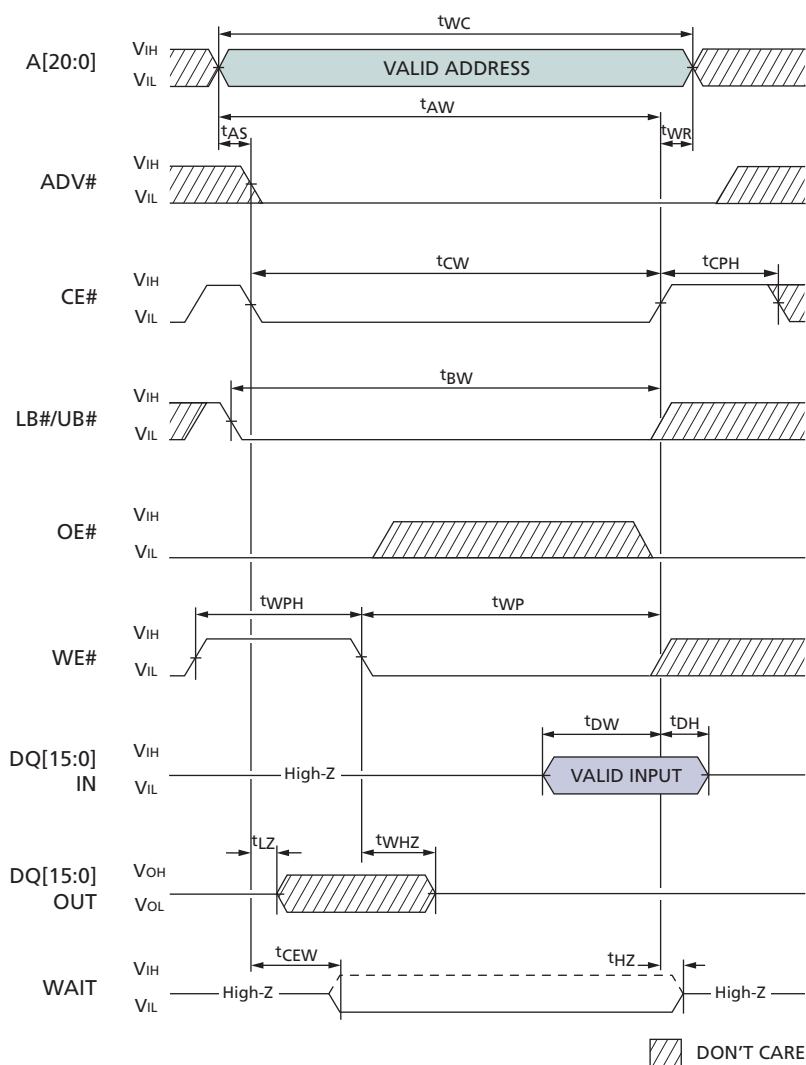 tWC
A[20:0]
VIH
VIL
VALID ADDRESS
tAW
tAS
tWR
ADV#
VIH
VIL
tCW
tCPH
CE#
VIH
VIL
tBW
LB#/UB#
VIH
VIL
OE#
VIH
VIL
tWPH
tWP
WE#
VIH
VIL
tDW
tDH
DQ[15:0]
IN
VIH
VIL
High-Z
VALID INPUT
tLZ
tWHZ
DQ[15:0]
OUT
VOH
VOL
tCEW
tHZ
WAIT
VIH
VIL
High-Z
High-Z
DON'T CARE